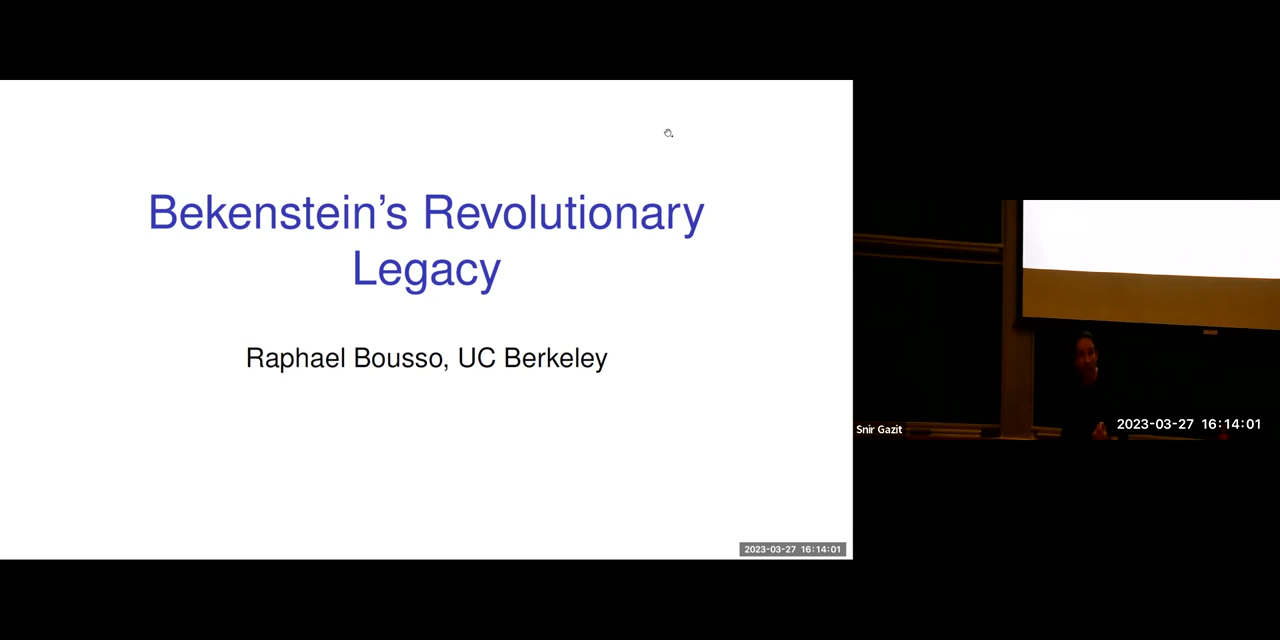 Bekenstein's Revolutionary
Legacy
Raphael Bousso, UC Berkeley
2023-03-27 16:14:01
Snir Gazit
2023-03-27 16:14:01